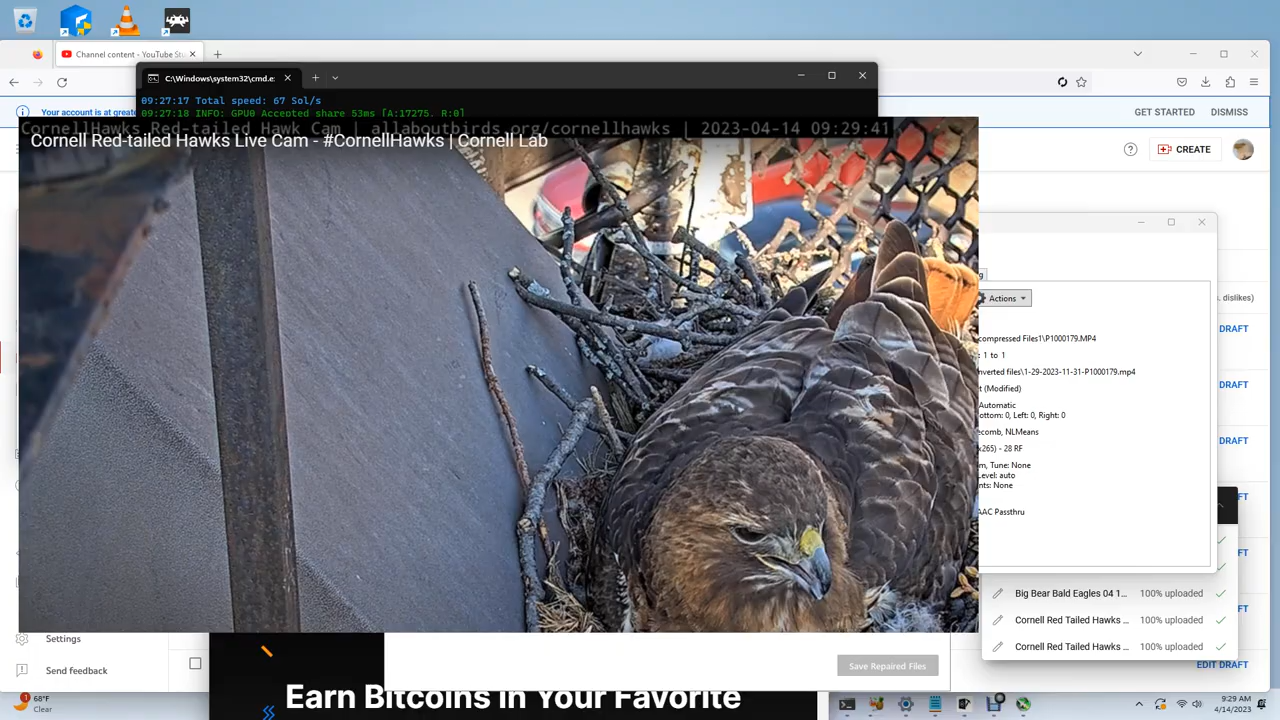 Channel content - YouTube Stu
C:\Windows\system32\cmd.e:
Your account is at greate
09:27:17 Total speed: 67 Sol/s
09:27:18 INFO: GPU0 Accepted share 53ms [A:17275, R:0]
GET STARTED
DISMISS
CornellHawks Red-tailed Hawk Cam | allaboutbirds.org/cornellhawks | 2023-04-14 09:29:41
Cornell Red-tailed Hawks Live Cam - #CornellHawks | Cornell Lab
CREATE
Actions
. dislikes)
DRAFT
compressed Files1\P1000179.MP4
: 1 to 1
nverted files\1-29-2023-11-31-P1000179.mp4
t (Modified)
DRAFT
Automatic
ottom: 0, Left: 0, Right: 0
ecomb, NLMeans
DRAFT
x265) - 28 RF
m, Tune: None
Level: auto
nts: None
AAC Passthru
Big Bear Bald Eagles 04 1...
100% uploaded
Cornell Red Tailed Hawks ...
100% uploaded
Cornell Red Tailed Hawks ...
100% uploaded
EDIT DRAFT
Settings
Send feedback
Save Repaired Files
Earn Bitcoins in Your Favorite
1
68°F
Clear
9:29 AM
4/14/2023